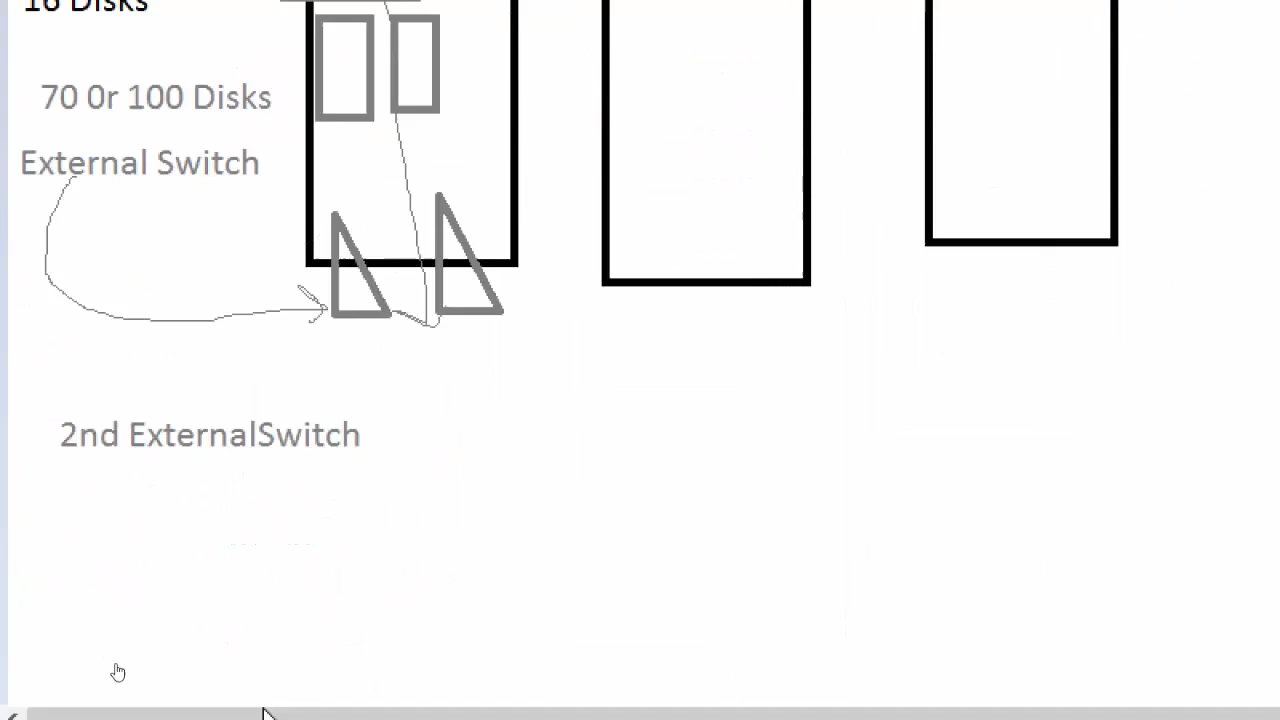 16 Disks
70 0r 100 Disks
External Switch
2nd ExternalSwitch